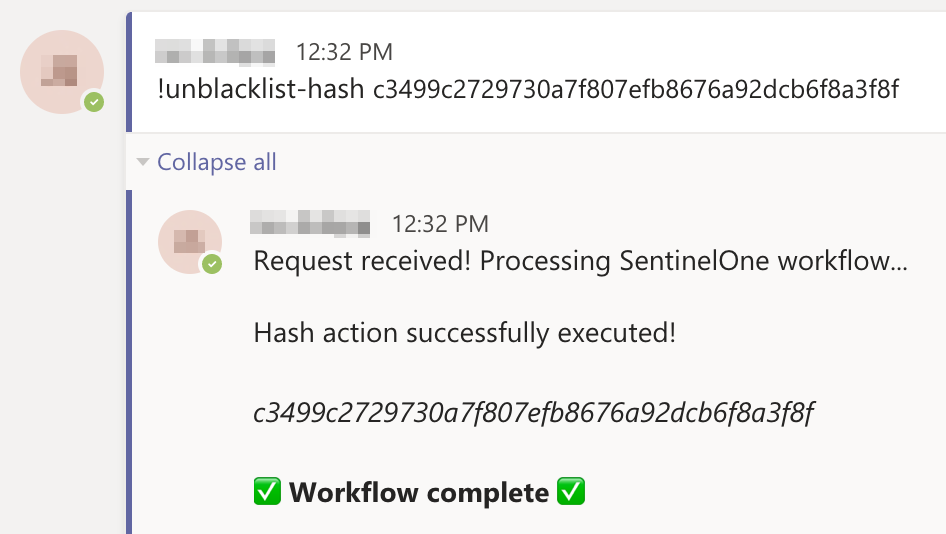 12:32 PM
!unblacklist-hash c3499c2729730a7f807efb8676a92dcb6f8a3f8f
Collapse all
12:32 PM
Request received! Processing SentinelOne workflow...
Hash action successfully executed!
c3499c2729730a7f807efb8676a92dcb6f8a3f8f
✅ Workflow complete ✅